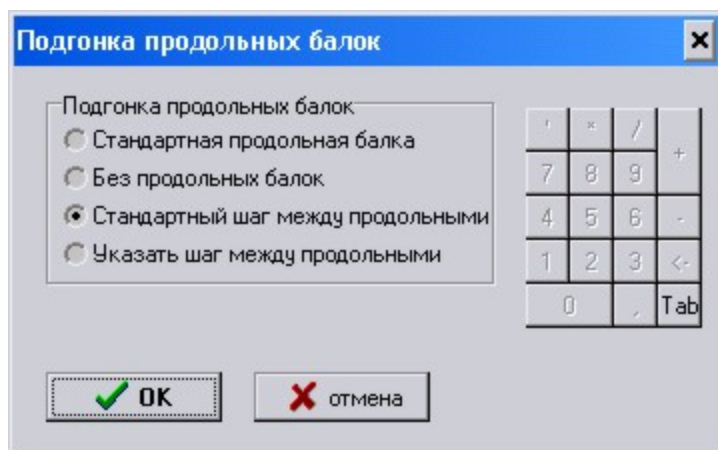 Подгонка продольных балок
Подгонка продольных балок
Стандартная продольная балка
Без продольных балок
Стандартный шаг между продольными
Указать шаг между продольными
' * / +
7 8 9
4 5 6 -
1 2 3 <-
0 , Tab
OK
отмена